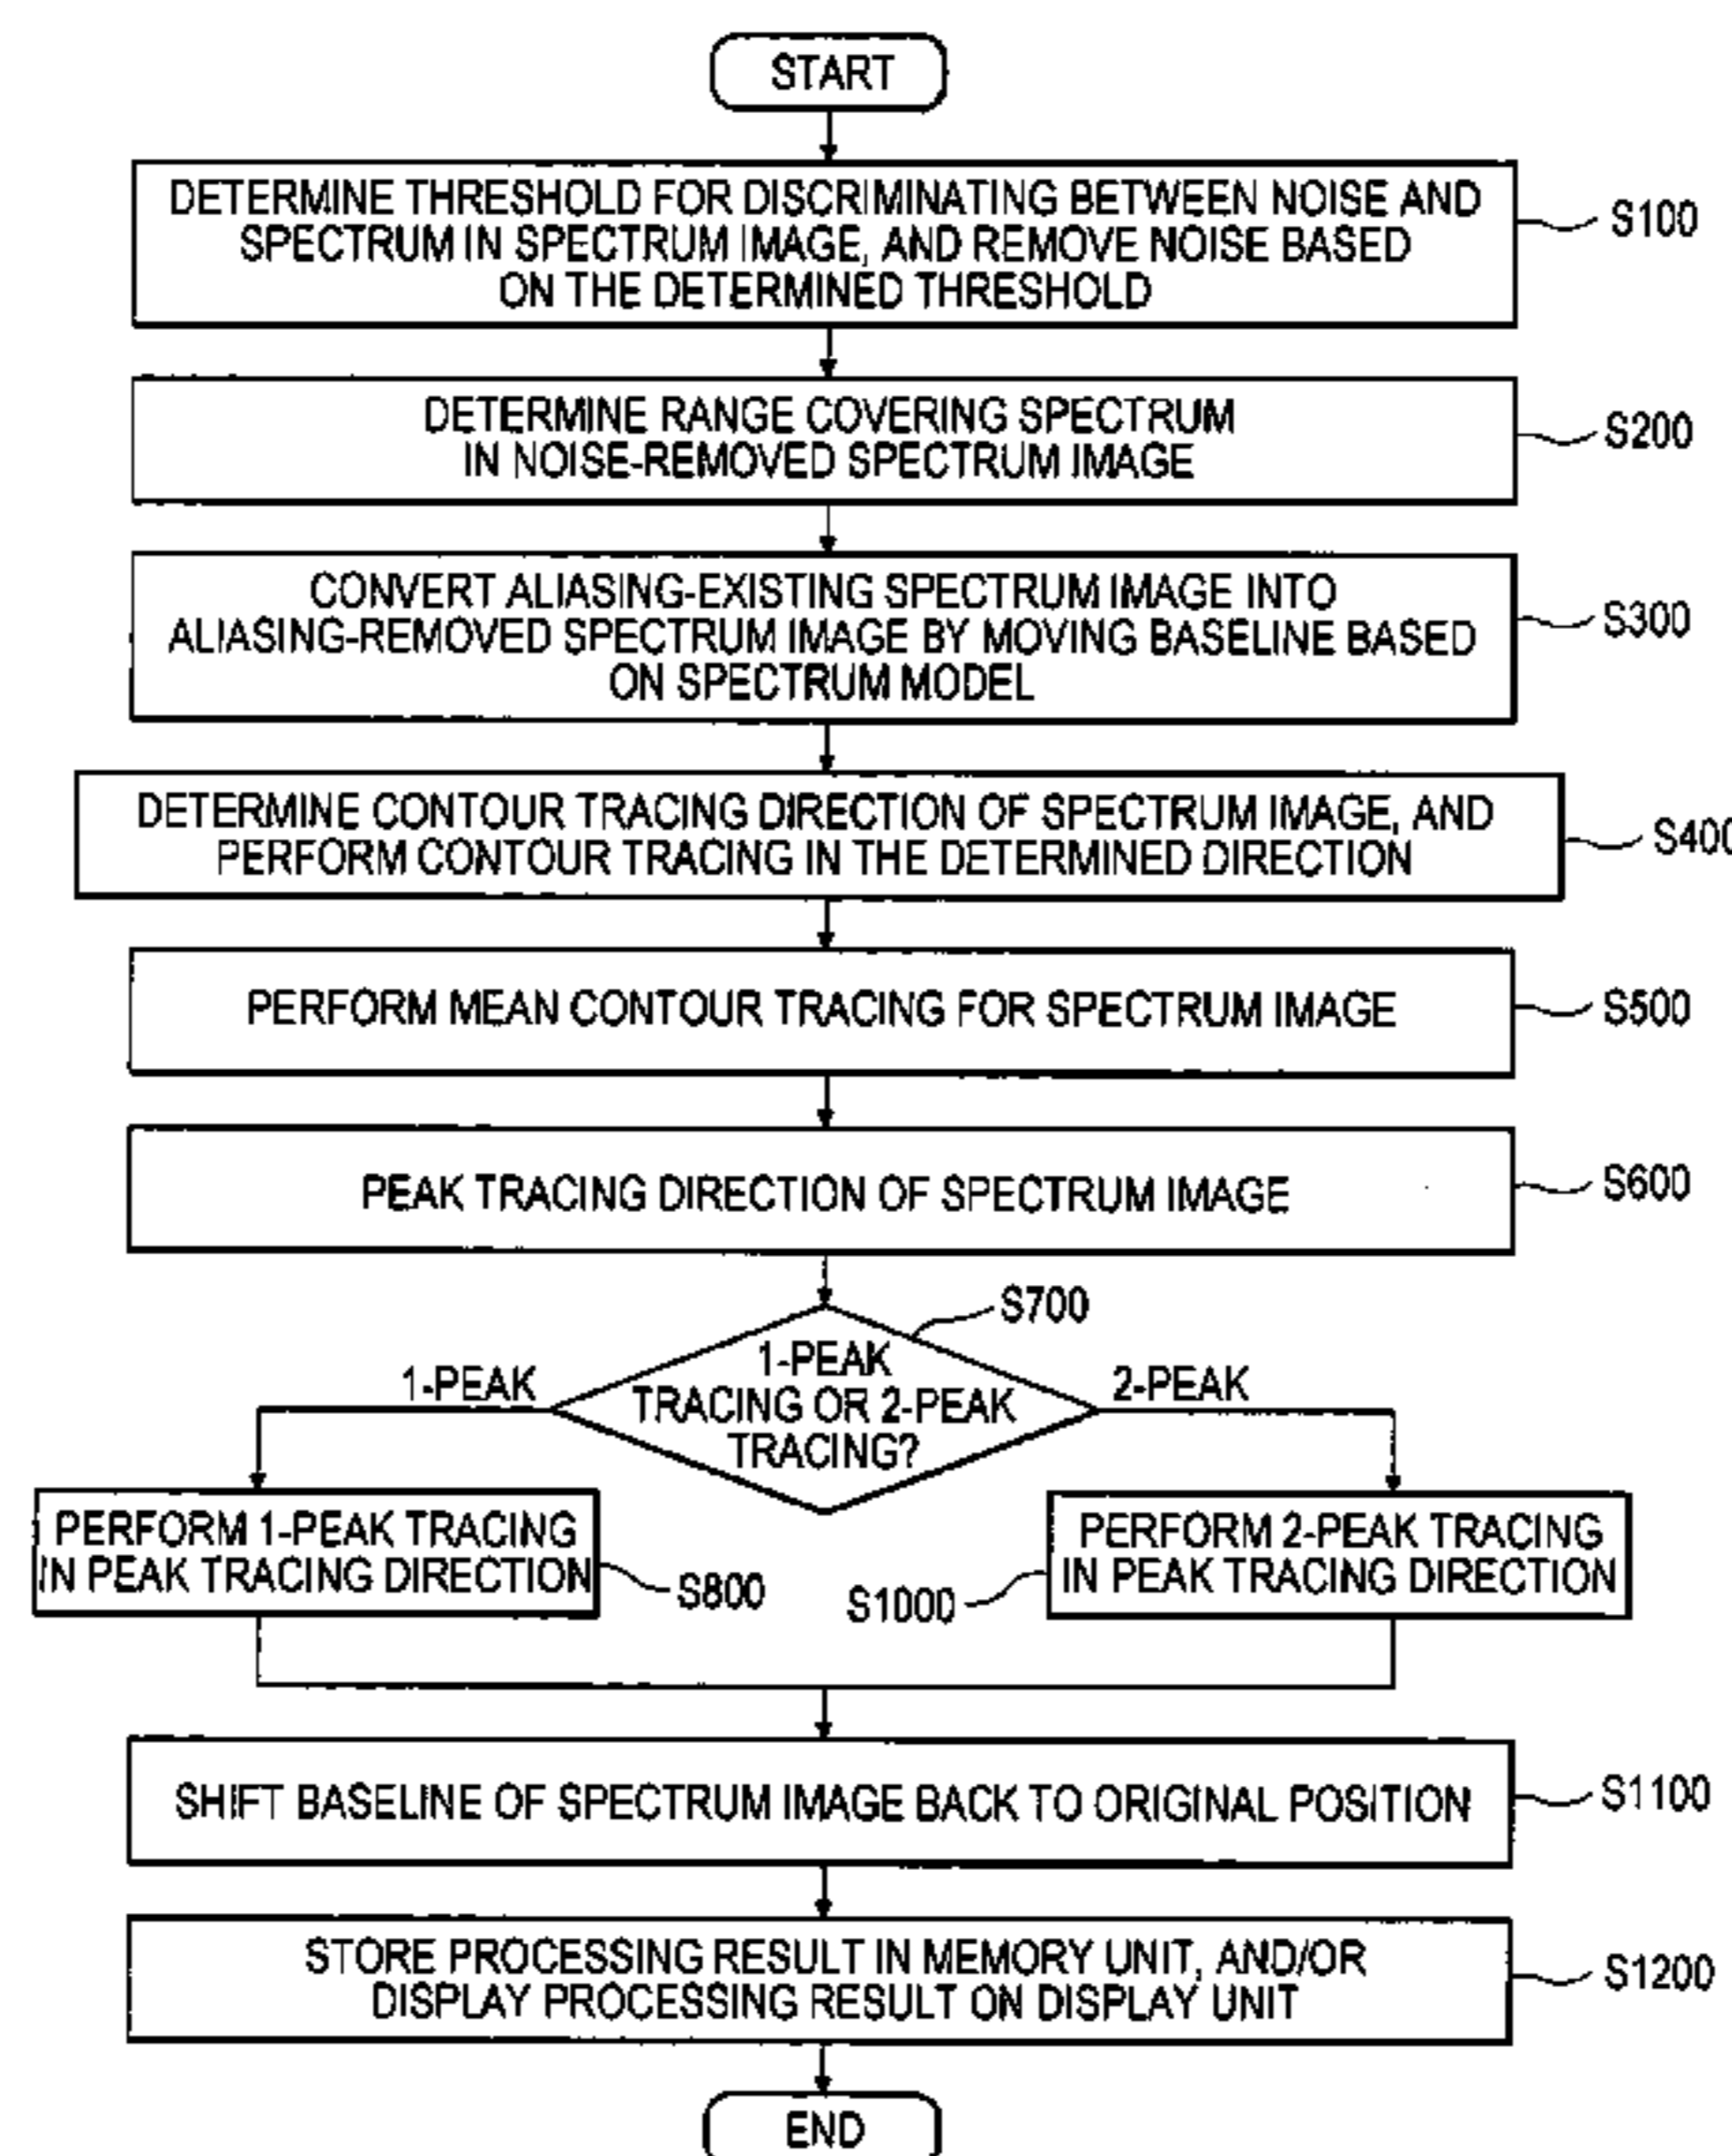 START
DETERMINE THRESHOLD FOR DISCRIMINATING BETWEEN NOISE AND
SPECTRUM IN SPECTRUM IMAGE, AND REMOVE NOISE BASED
ON THE DETERMINED THRESHOLD
S100
DETERMINE RANGE COVERING SPECTRUM
IN NOISE-REMOVED SPECTRUM IMAGE
S200
CONVERT ALIASING-EXISTING SPECTRUM IMAGE INTO
ALIASING-REMOVED SPECTRUM IMAGE BY MOVING BASELINE BASED
ON SPECTRUM MODEL
S300
DETERMINE CONTOUR TRACING DIRECTION OF SPECTRUM IMAGE, AND
PERFORM CONTOUR TRACING IN THE DETERMINED DIRECTION
S400
PERFORM MEAN CONTOUR TRACING FOR SPECTRUM IMAGE
S500
PEAK TRACING DIRECTION OF SPECTRUM IMAGE
S600
S700
1-PEAK
TRACING OR 2-PEAK
TRACING?
1-PEAK
2-PEAK
PERFORM 1-PEAK TRACING
IN PEAK TRACING DIRECTION
S800
S1000
PERFORM 2-PEAK TRACING
IN PEAK TRACING DIRECTION
SHIFT BASELINE OF SPECTRUM IMAGE BACK TO ORIGINAL POSITION
S1100
STORE PROCESSING RESULT IN MEMORY UNIT, AND/OR
DISPLAY PROCESSING RESULT ON DISPLAY UNIT
S1200
END